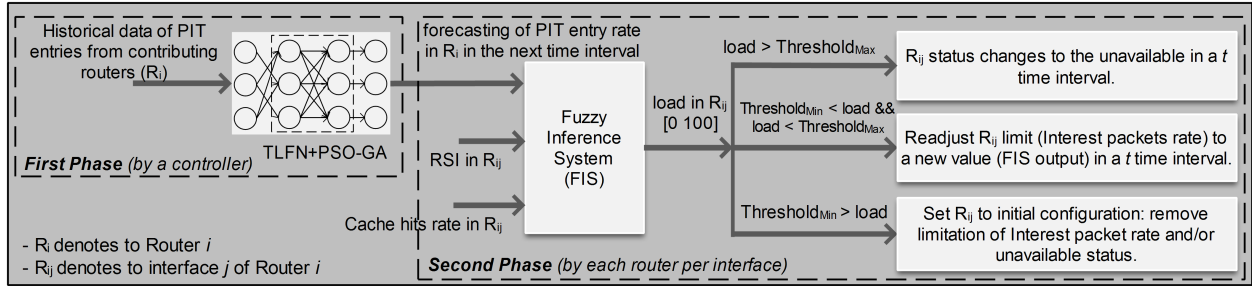 Historical data of PIT
entries from contributing
routers (Ri)
TLFN+PSO-GA
First Phase (by a controller)
forecasting of PIT entry rate
in Ri in the next time interval
RSI in Rij
Cache hits rate in Rij
Fuzzy
Inference
System
(FIS)
load in Rij
[0 100]
load > ThresholdMax
ThresholdMin < load &&
load < ThresholdMax
ThresholdMin > load
Rij status changes to the unavailable in a t
time interval.
Readjust Rij limit (Interest packets rate) to
a new value (FIS output) in a t time interval.
Set Rij to initial configuration: remove
limitation of Interest packet rate and/or
unavailable status.
- Ri denotes to Router i
- Rij denotes to interface j of Router i
Second Phase (by each router per interface)